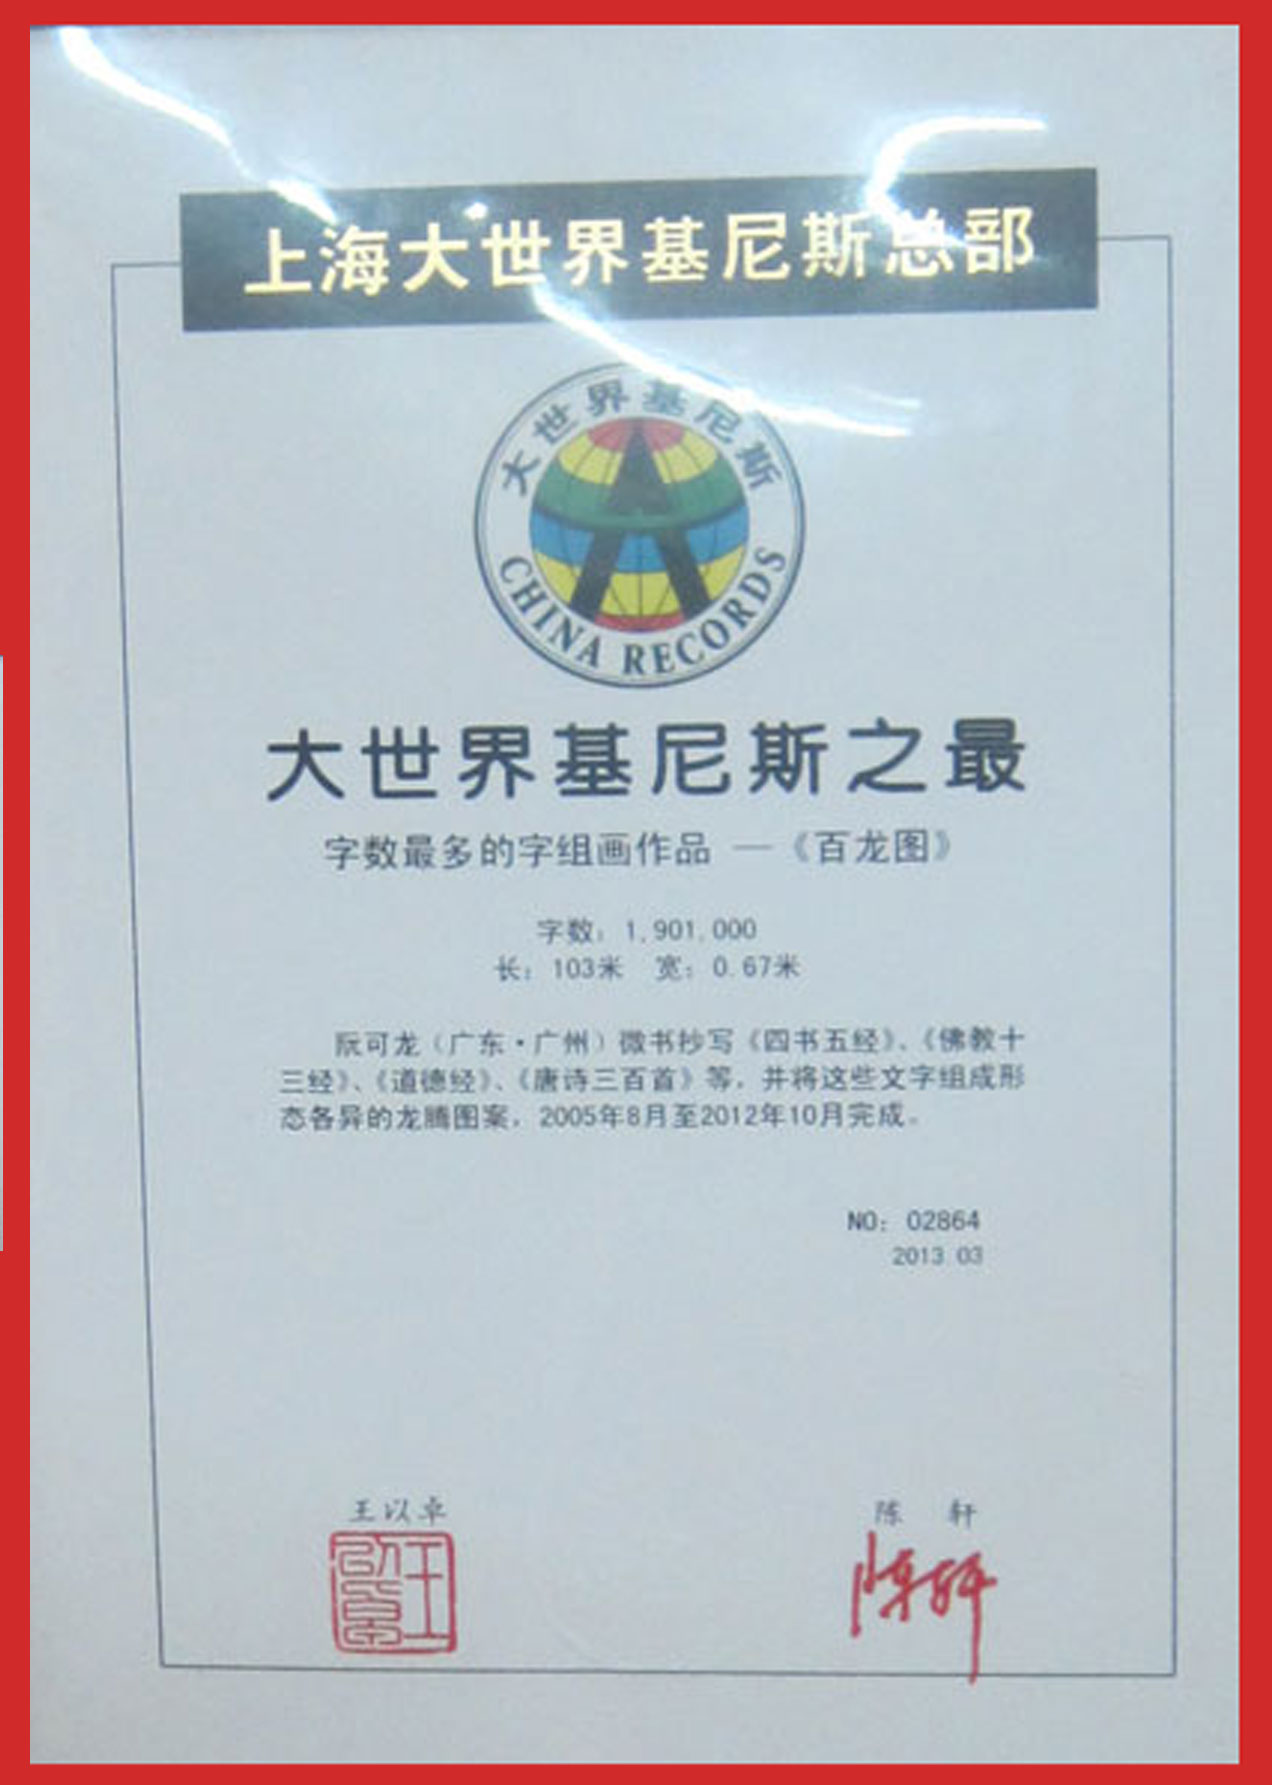 上海大世界基尼斯总部
大世界基尼斯
CHINA RECORDS
大世界基尼斯之最
字数最多的字组画作品 —《百龙图》
字数：1,901,000
长：103米 宽：0.67米
阮可龙（广东·广州）微书抄写《四书五经》、《佛教十
三经》、《道德经》、《唐诗三百首》等，并将这些文字组成形
态各异的龙腾图案，2005年8月至2012年10月完成。
NO：02864
2013 03
王以卓 陈 轩
陈轩